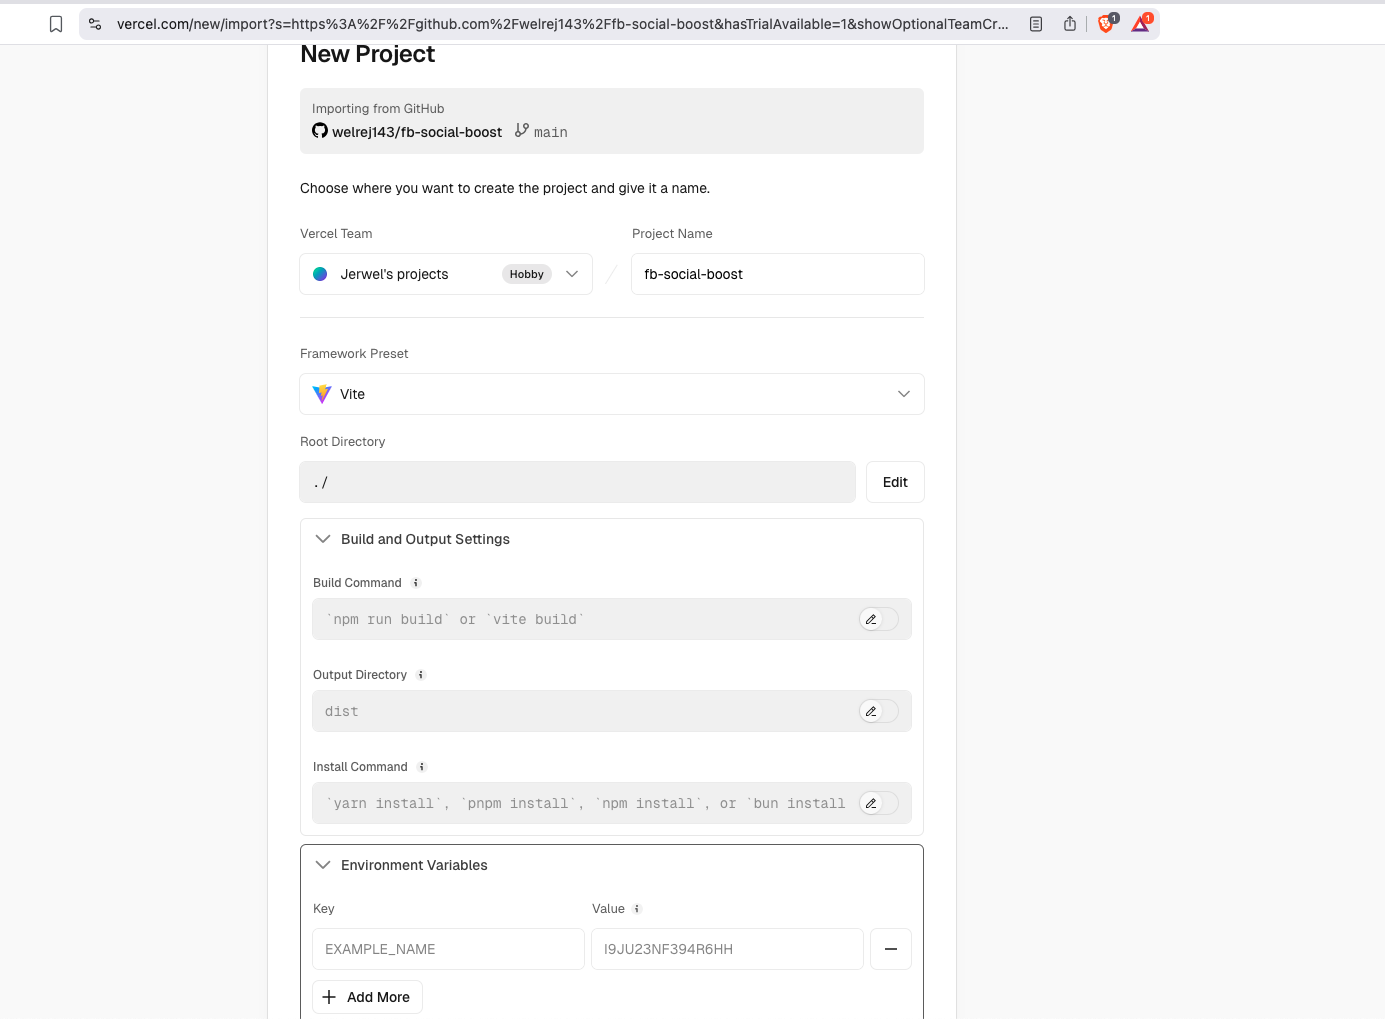 vercel.com/new/import?s=https%3A%2F%2Fgithub.com%2Fwelrej143%2Ffb-social-boost&hasTrialAvailable=1&showOptionalTeamCr...
1
1
New Project
Importing from GitHub
welrej143/fb-social-boost main
Choose where you want to create the project and give it a name.
Vercel Team
Project Name
Jerwel's projects Hobby
/
fb-social-boost
Framework Preset
Vite
Root Directory
./
Edit
Build and Output Settings
Build Command
`npm run build` or `vite build`
Output Directory
dist
Install Command
`yarn install`, `pnpm install`, `npm install`, or `bun install
Environment Variables
Key
Value
EXAMPLE_NAME
I9JU23NF394R6HH
Add More